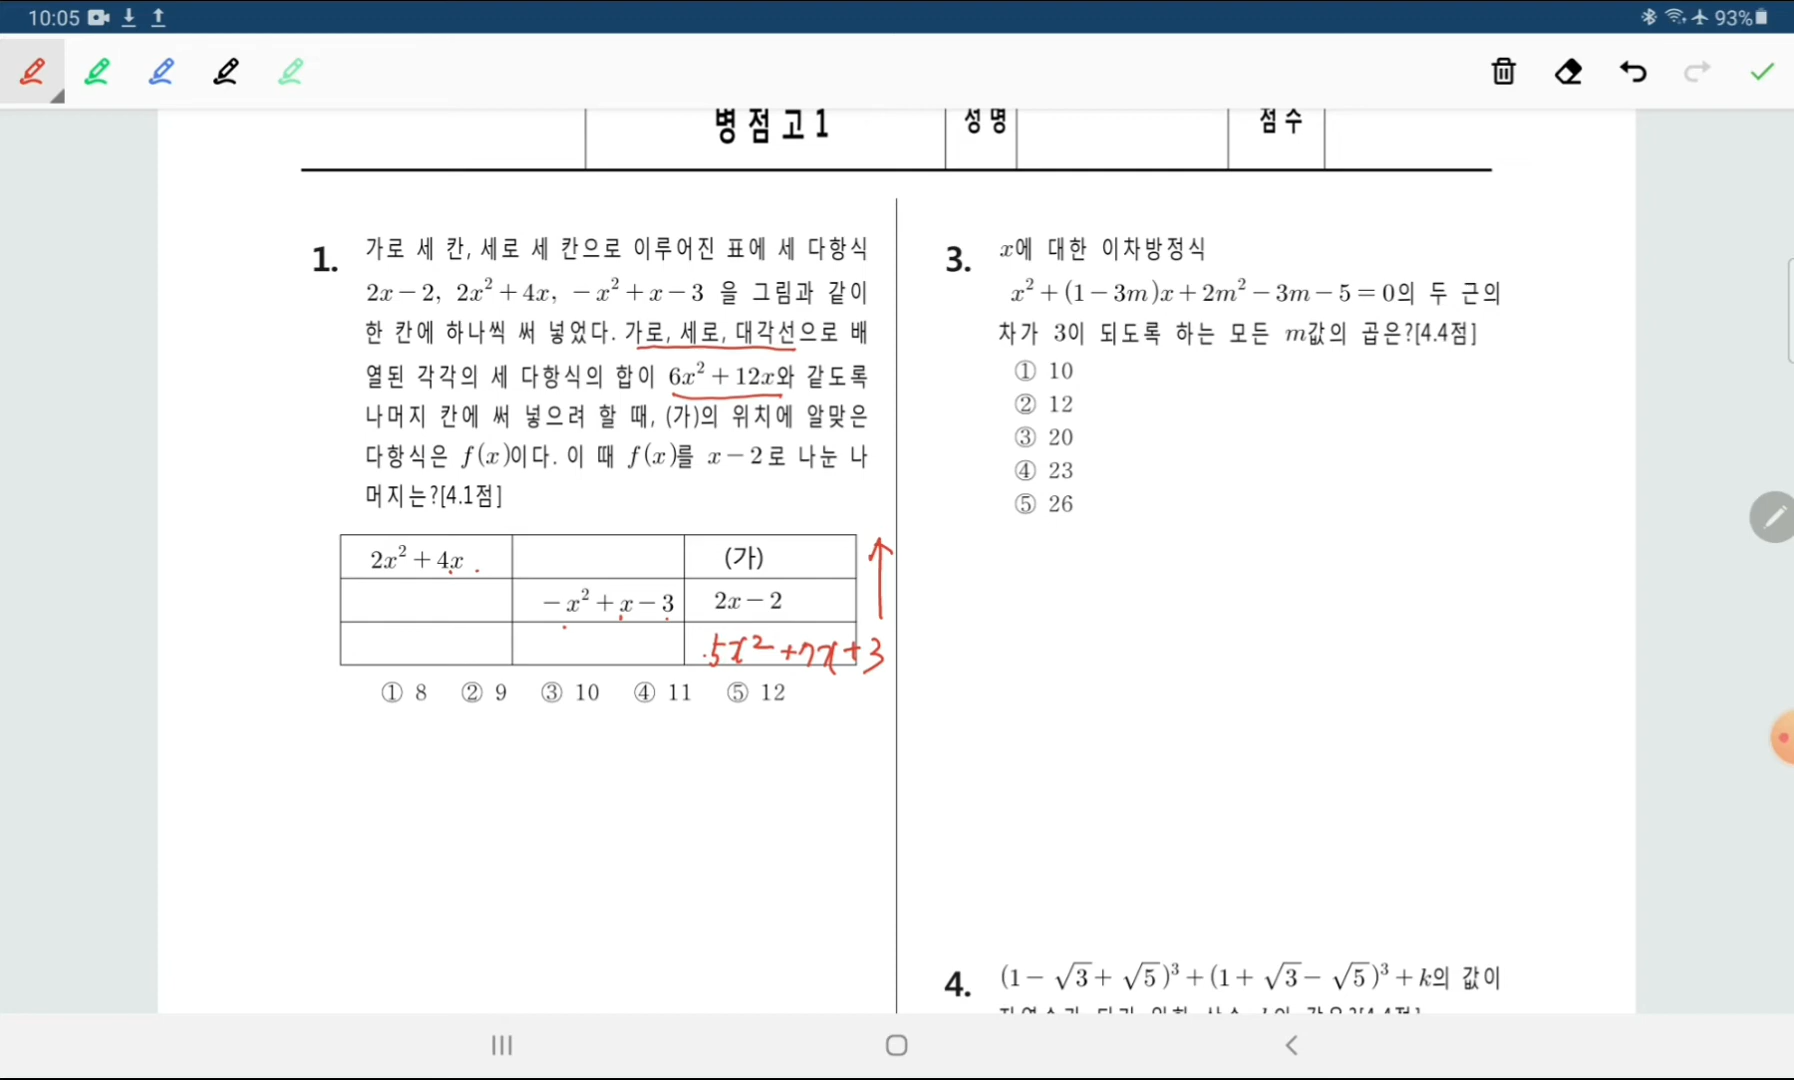 10:05
93%
병점고1
성명
점수
1. 가로 세 칸, 세로 세 칸으로 이루어진 표에 세 다항식
2x-2, 2x²+4x, -x²+x-3 을 그림과 같이
한 칸에 하나씩 써 넣었다. 가로, 세로, 대각선으로 배
열된 각각의 세 다항식의 합이 6x²+12x와 같도록
나머지 칸에 써 넣으려 할 때, (가)의 위치에 알맞은
다항식은 f(x)이다. 이 때 f(x)를 x-2로 나눈 나
머지는?[4.1점]
2x²+4x (가)
-x²+x-3 2x-2
5x²+7x+3
① 8 ② 9 ③ 10 ④ 11 ⑤ 12
3. x에 대한 이차방정식
x²+(1-3m)x+2m²-3m-5=0의 두 근의
차가 3이 되도록 하는 모든 m값의 곱은?[4.4점]
① 10
② 12
③ 20
④ 23
⑤ 26
4. (1-√3+√5)³+(1+√3-√5)³+k의 값이